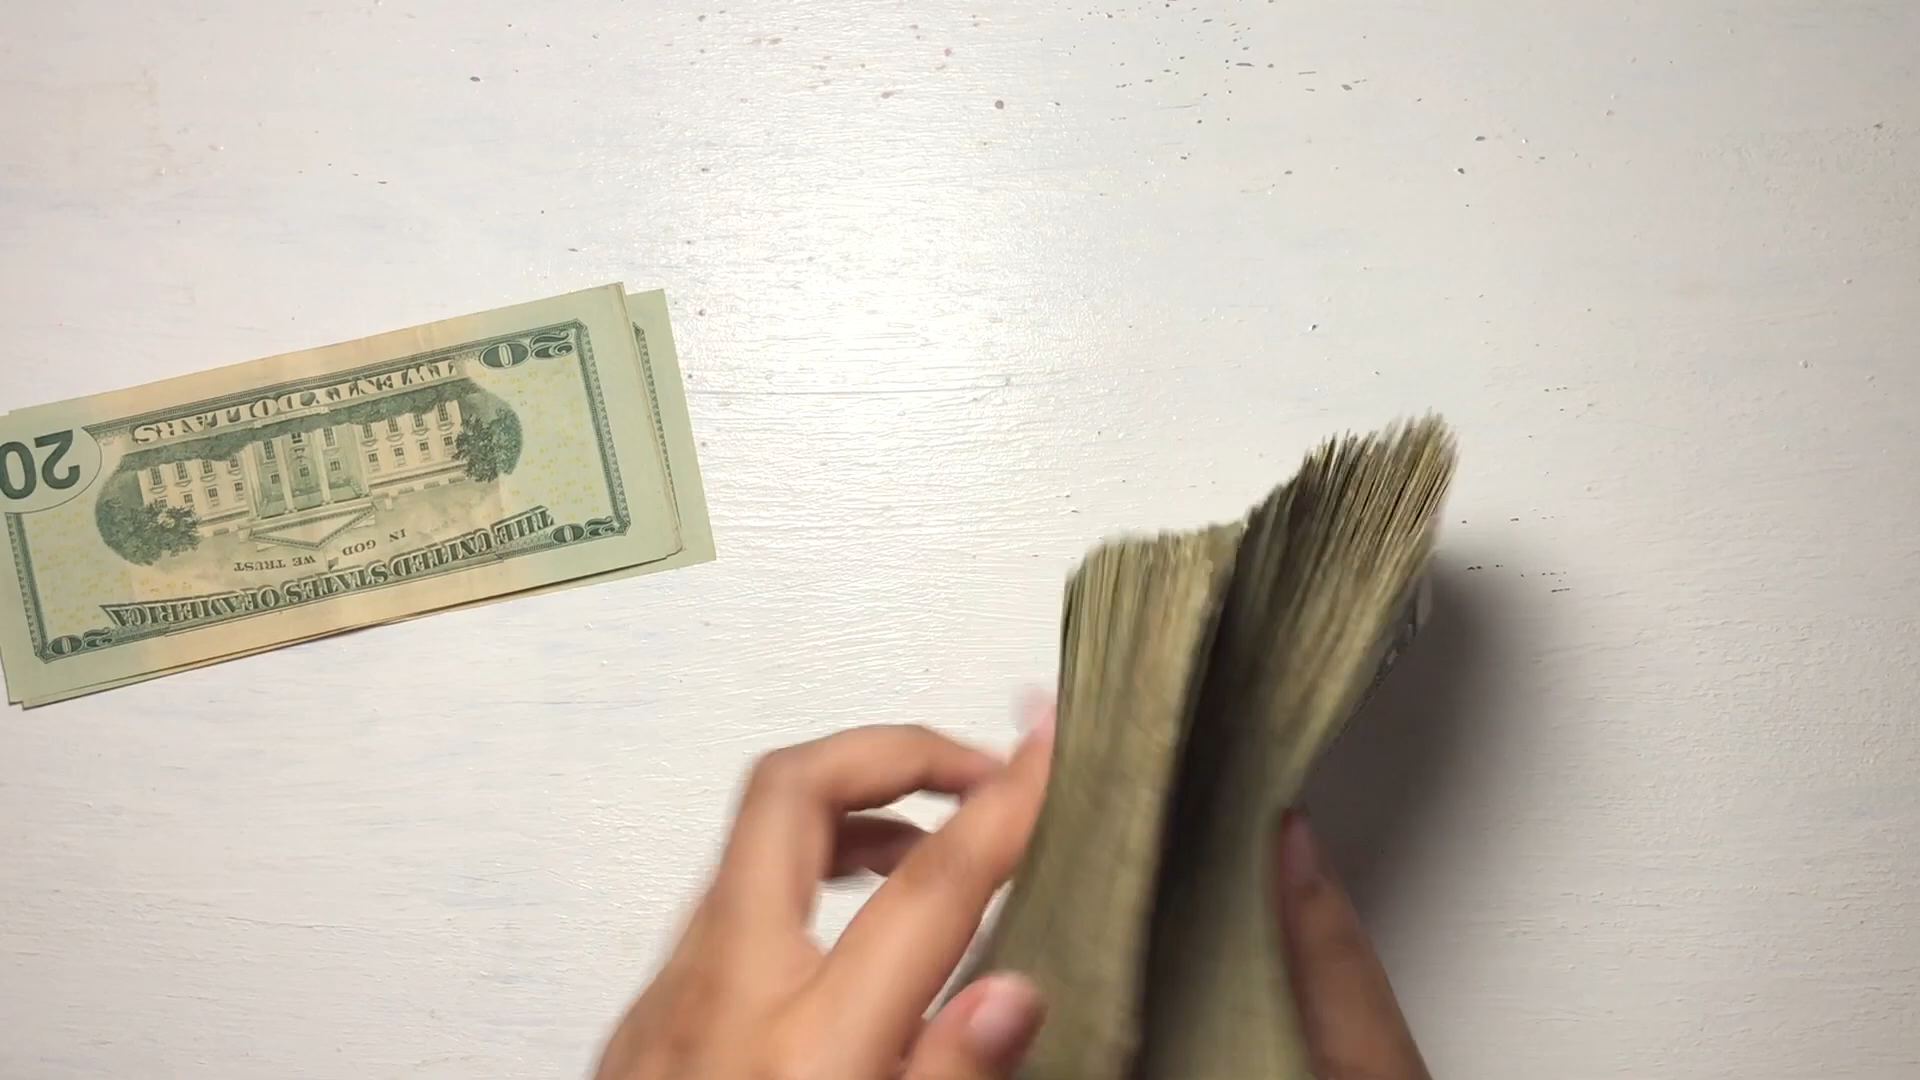 20
TWENTY DOLLARS
20
IN GOD
WE TRUST
THE UNITED STATES OF AMERICA
20
20